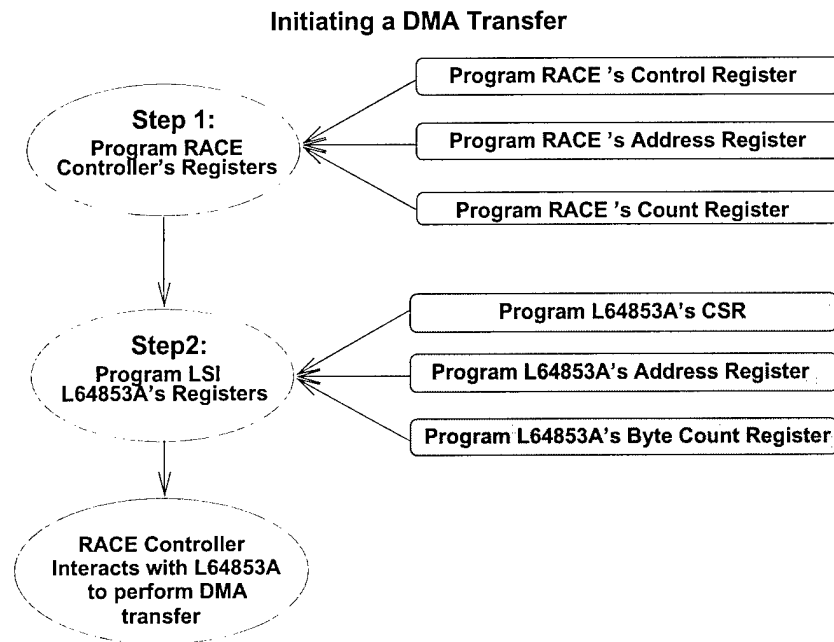 Initiating a DMA Transfer
Step 1:
Program RACE
Controller's Registers
Program RACE 's Control Register
Program RACE 's Address Register
Program RACE 's Count Register
Step2:
Program LSI
L64853A's Registers
Program L64853A's CSR
Program L64853A's Address Register
Program L64853A's Byte Count Register
RACE Controller
Interacts with L64853A
to perform DMA
transfer